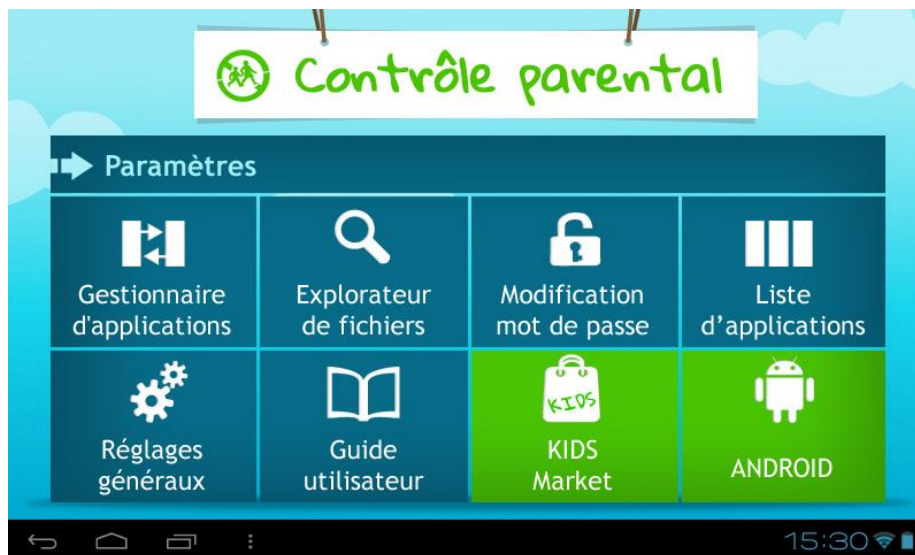 Contrôle parental
Paramètres
Gestionnaire
d'applications
Explorateur
de fichiers
Modification
mot de passe
Liste
d’applications
Réglages
généraux
Guide
utilisateur
KIDS
KIDS
Market
ANDROID
15:30